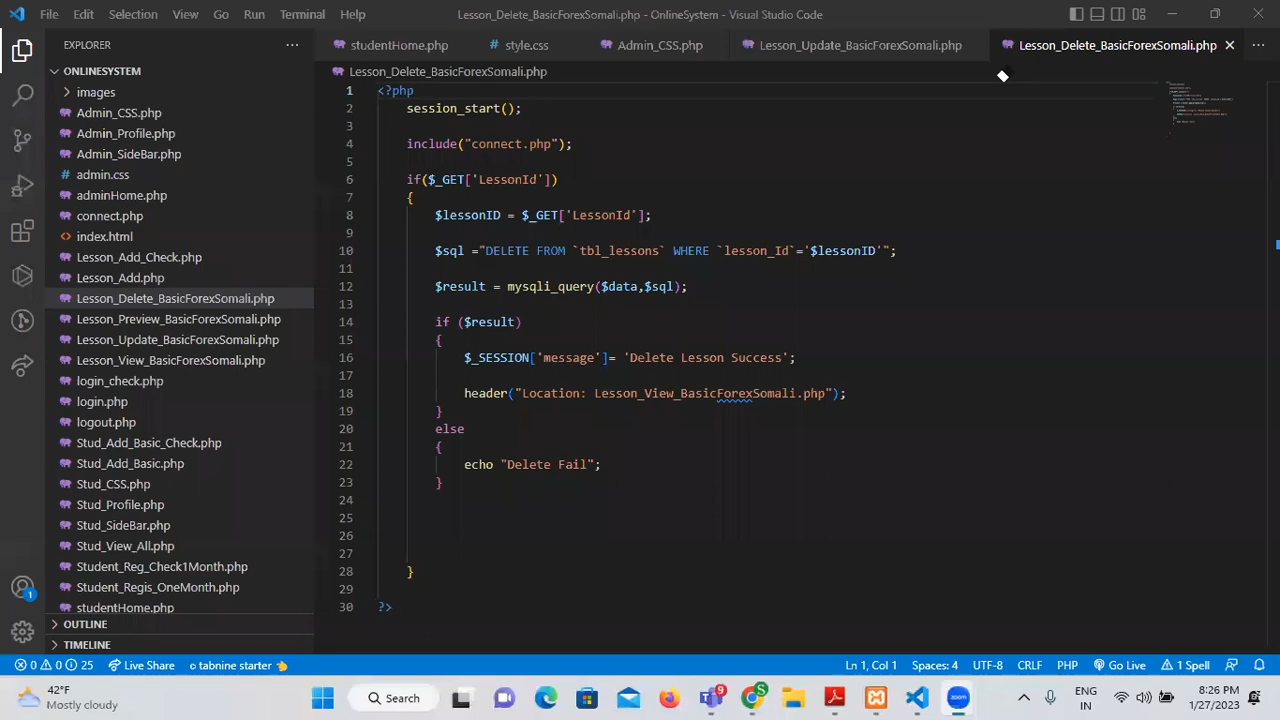 File Edit Selection View Go Run Terminal Help Lesson_Delete_BasicForexSomali.php - OnlineSystem - Visual Studio Code
EXPLORER ··· studentHome.php style.css Admin_CSS.php Lesson_Update_BasicForexSomali.php Lesson_Delete_BasicForexSomali.php ···
ONLINESYSTEM
images
Admin_CSS.php
Admin_Profile.php
Admin_SideBar.php
admin.css
adminHome.php
connect.php
index.html
Lesson_Add_Check.php
Lesson_Add.php
Lesson_Delete_BasicForexSomali.php
Lesson_Preview_BasicForexSomali.php
Lesson_Update_BasicForexSomali.php
Lesson_View_BasicForexSomali.php
login_check.php
login.php
logout.php
Stud_Add_Basic_Check.php
Stud_Add_Basic.php
Stud_CSS.php
Stud_Profile.php
Stud_SideBar.php
Stud_View_All.php
Student_Reg_Check1Month.php
Student_Regis_OneMonth.php
studentHome.php
OUTLINE
TIMELINE
Lesson_Delete_BasicForexSomali.php
1 <?php
2 session_start();
3
4 include("connect.php");
5
6 if($_GET['LessonId'])
7 {
8 $lessonID = $_GET['LessonId'];
9
10 $sql ="DELETE FROM `tbl_lessons` WHERE `lesson_Id`='$lessonID'";
11
12 $result = mysqli_query($data,$sql);
13
14 if ($result)
15 {
16 $_SESSION['message']= 'Delete Lesson Success';
17
18 header("Location: Lesson_View_BasicForexSomali.php");
19 }
20 else
21 {
22 echo "Delete Fail";
23 }
24
25
26
27
28 }
29
30 ?>
1
0 0 25 Live Share tabnine starter Ln 1, Col 1 Spaces: 4 UTF-8 CRLF PHP Go Live 1 Spell
42°F
Mostly cloudy
Search
9
S
zoom
ENG
IN
8:26 PM
1/27/2023